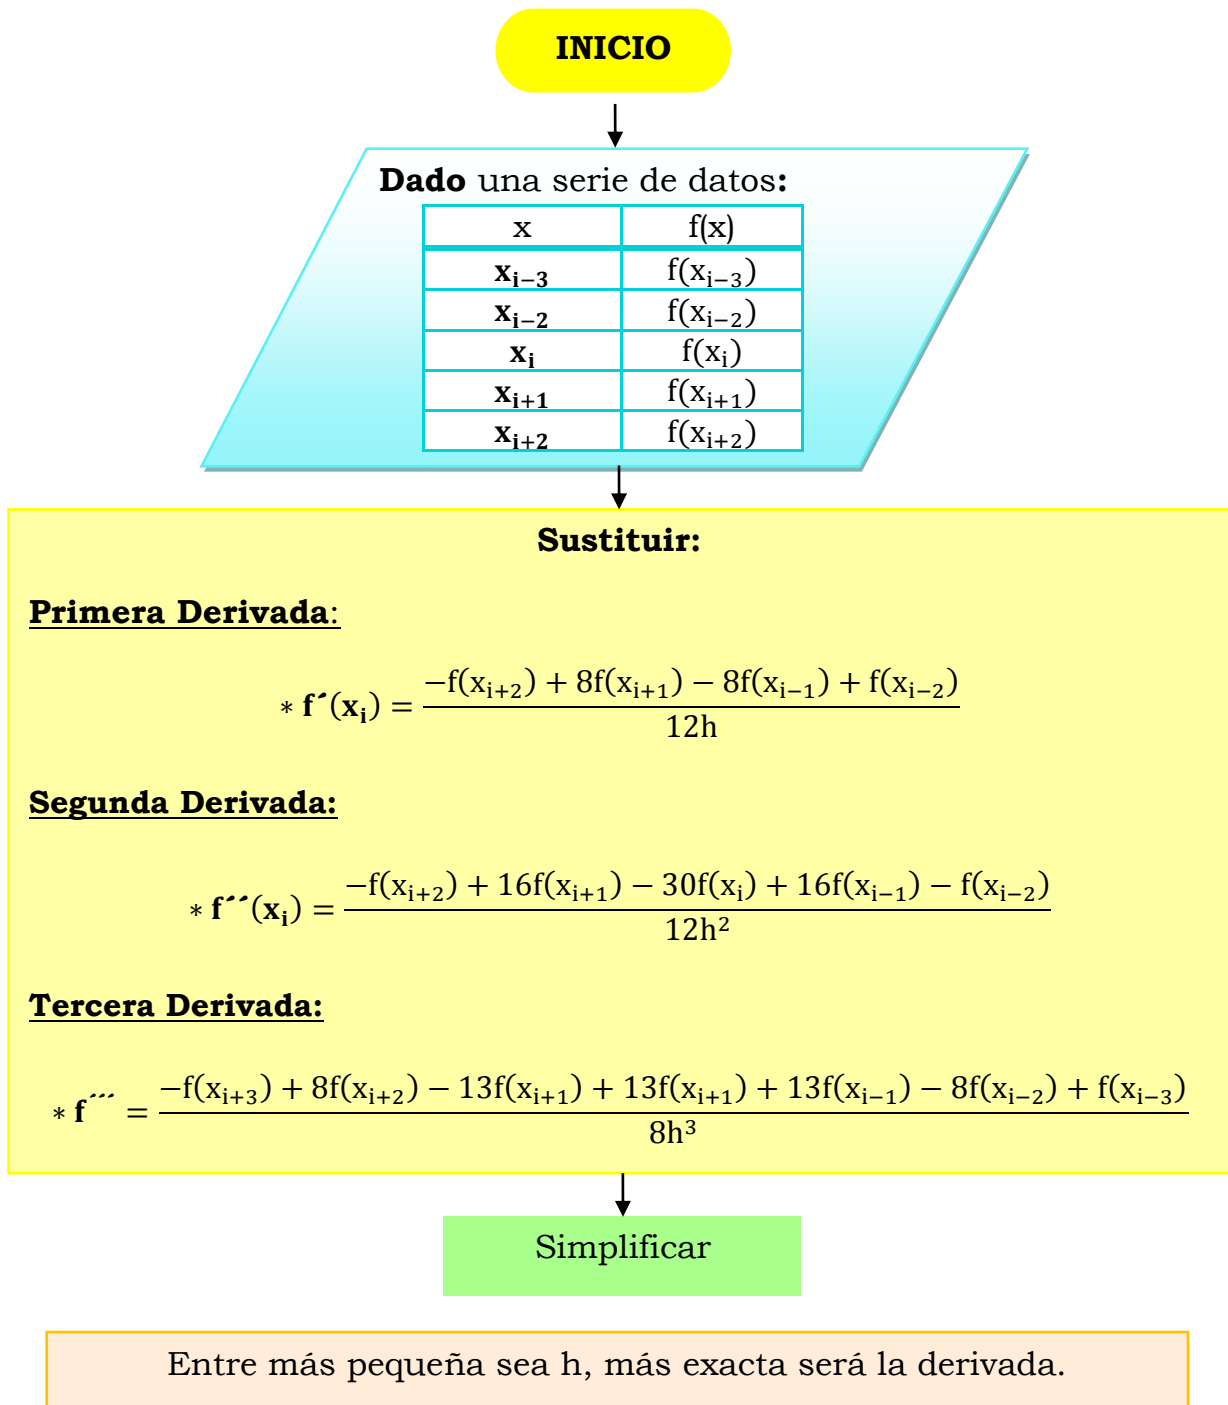 INICIO
Dado una serie de datos:
x f(x)
xᵢ₋₃ f(xᵢ₋₃)
xᵢ₋₂ f(xᵢ₋₂)
xᵢ f(xᵢ)
xᵢ₊₁ f(xᵢ₊₁)
xᵢ₊₂ f(xᵢ₊₂)
Sustituir:
Primera Derivada:
∗ f´(xᵢ) = (−f(xᵢ₊₂) + 8f(xᵢ₊₁) − 8f(xᵢ₋₁) + f(xᵢ₋₂)) / 12h
Segunda Derivada:
∗ f´´(xᵢ) = (−f(xᵢ₊₂) + 16f(xᵢ₊₁) − 30f(xᵢ) + 16f(xᵢ₋₁) − f(xᵢ₋₂)) / 12h²
Tercera Derivada:
∗ f´´´ = (−f(xᵢ₊₃) + 8f(xᵢ₊₂) − 13f(xᵢ₊₁) + 13f(xᵢ₊₁) + 13f(xᵢ₋₁) − 8f(xᵢ₋₂) + f(xᵢ₋₃)) / 8h³
Simplificar
Entre más pequeña sea h, más exacta será la derivada.